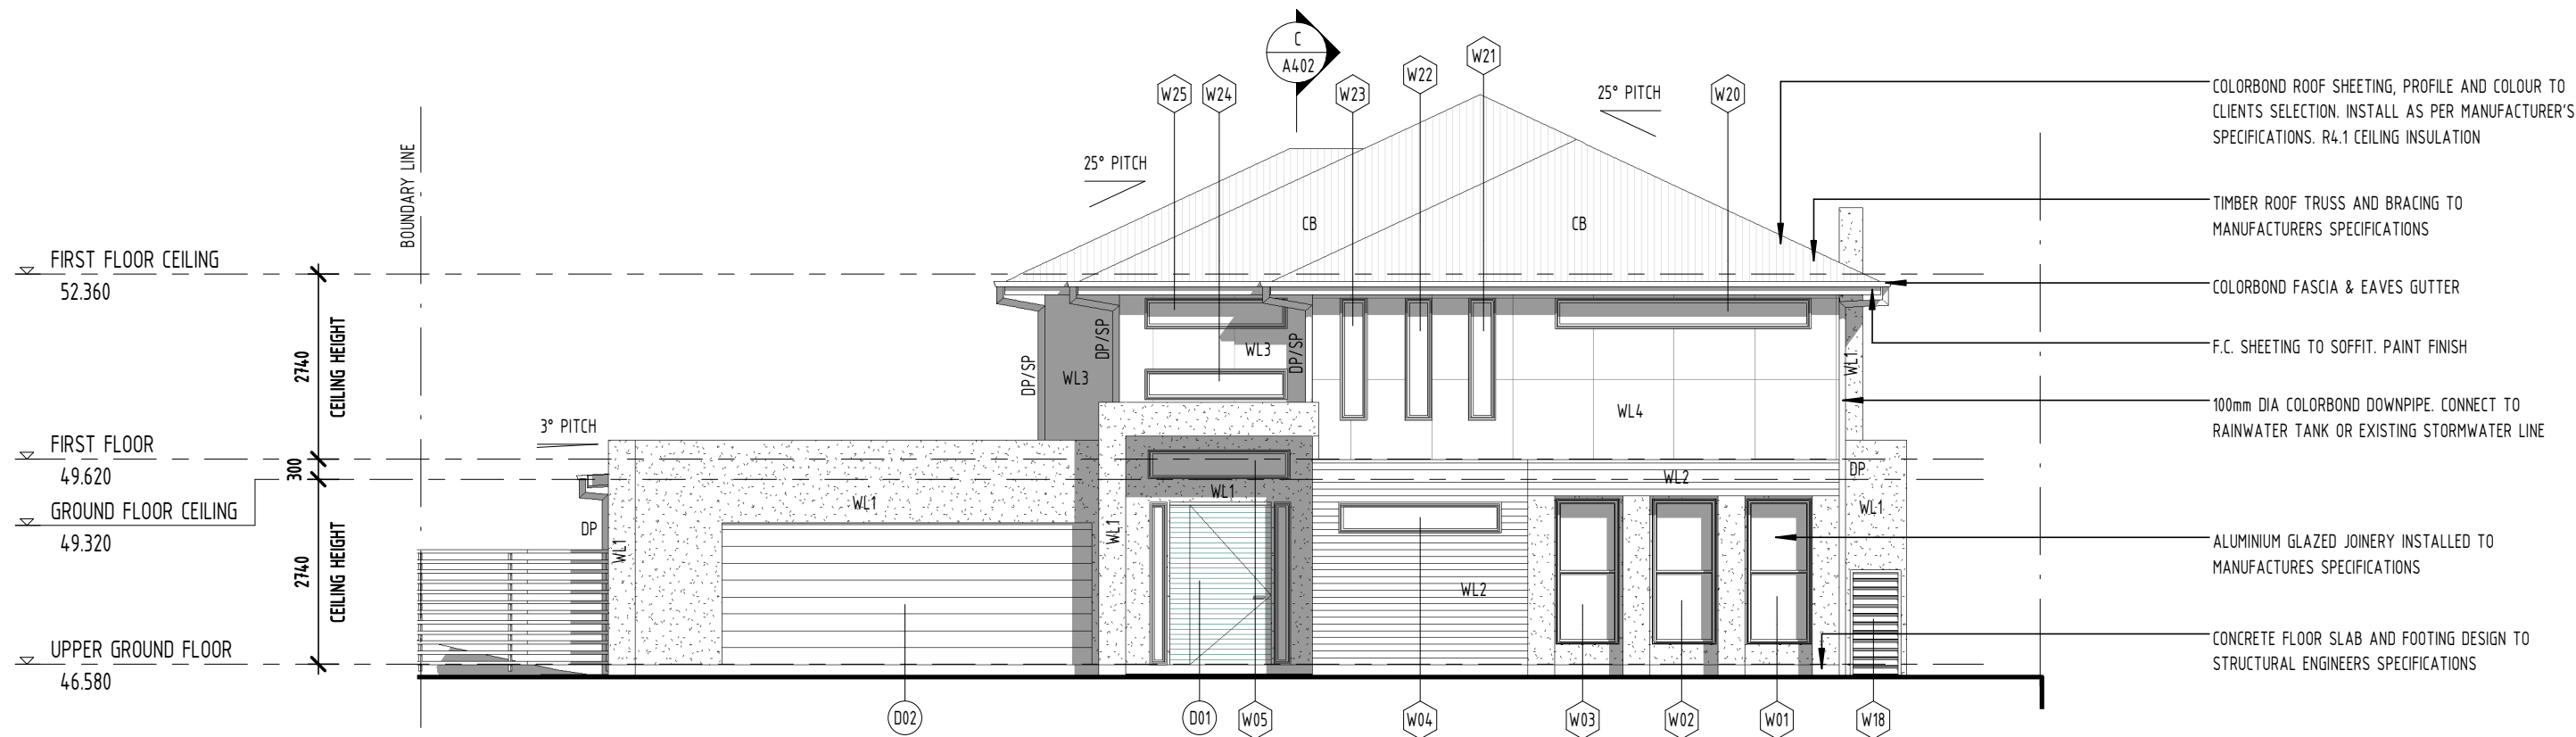 C
A402
W21
W22
W25
W24
W23
25° PITCH
W20
COLORBOND ROOF SHEETING, PROFILE AND COLOUR TO
CLIENTS SELECTION. INSTALL AS PER MANUFACTURER'S
SPECIFICATIONS. R4.1 CEILING INSULATION
BOUNDARY LINE
25° PITCH
TIMBER ROOF TRUSS AND BRACING TO
MANUFACTURERS SPECIFICATIONS
CB
CB
FIRST FLOOR CEILING
52.360
COLORBOND FASCIA & EAVES GUTTER
2740
CEILING HEIGHT
DP/SP
DP/SP
DP/SP
WL3
WL3
WL1
F.C. SHEETING TO SOFFIT. PAINT FINISH
WL4
100mm DIA COLORBOND DOWNPIPE. CONNECT TO
RAINWATER TANK OR EXISTING STORMWATER LINE
3° PITCH
FIRST FLOOR
49.620
300
WL2
DP
GROUND FLOOR CEILING
49.320
WL1
WL1
WL1
DP
WL1
WL1
ALUMINIUM GLAZED JOINERY INSTALLED TO
MANUFACTURES SPECIFICATIONS
2740
CEILING HEIGHT
WL2
UPPER GROUND FLOOR
46.580
CONCRETE FLOOR SLAB AND FOOTING DESIGN TO
STRUCTURAL ENGINEERS SPECIFICATIONS
D02
D01
W05
W04
W03
W02
W01
W18